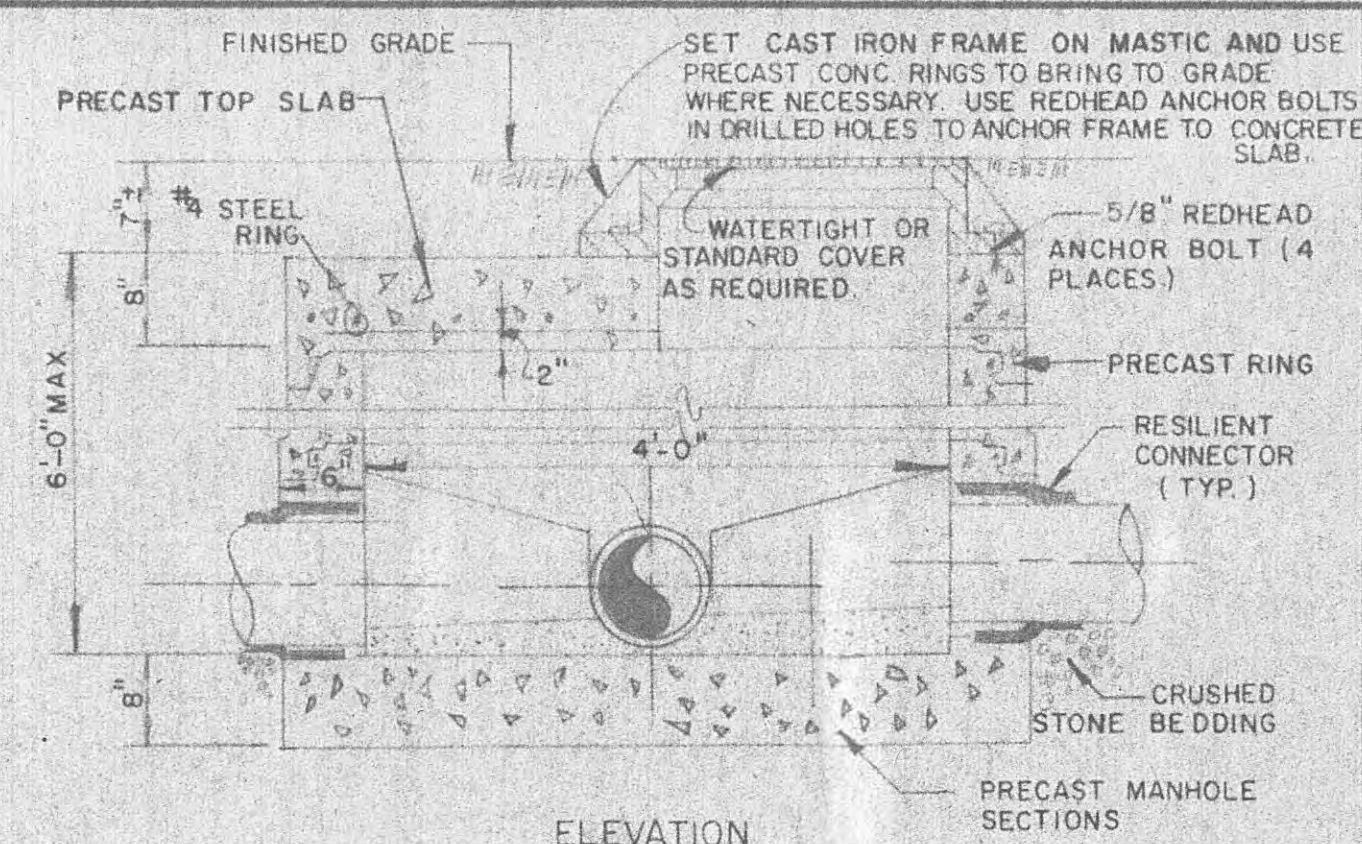 FINISHED GRADE
SET CAST IRON FRAME ON MASTIC AND USE
PRECAST CONC. RINGS TO BRING TO GRADE
WHERE NECESSARY. USE REDHEAD ANCHOR BOLTS
IN DRILLED HOLES TO ANCHOR FRAME TO CONCRETE
SLAB.
PRECAST TOP SLAB
7"±
#4 STEEL
RING
8"
WATERTIGHT OR
STANDARD COVER
AS REQUIRED.
5/8" REDHEAD
ANCHOR BOLT (4
PLACES.)
2"
PRECAST RING
6'-0" MAX
4'-0"
6"
RESILIENT
CONNECTOR
(TYP.)
8"
CRUSHED
STONE BEDDING
PRECAST MANHOLE
SECTIONS
ELEVATION